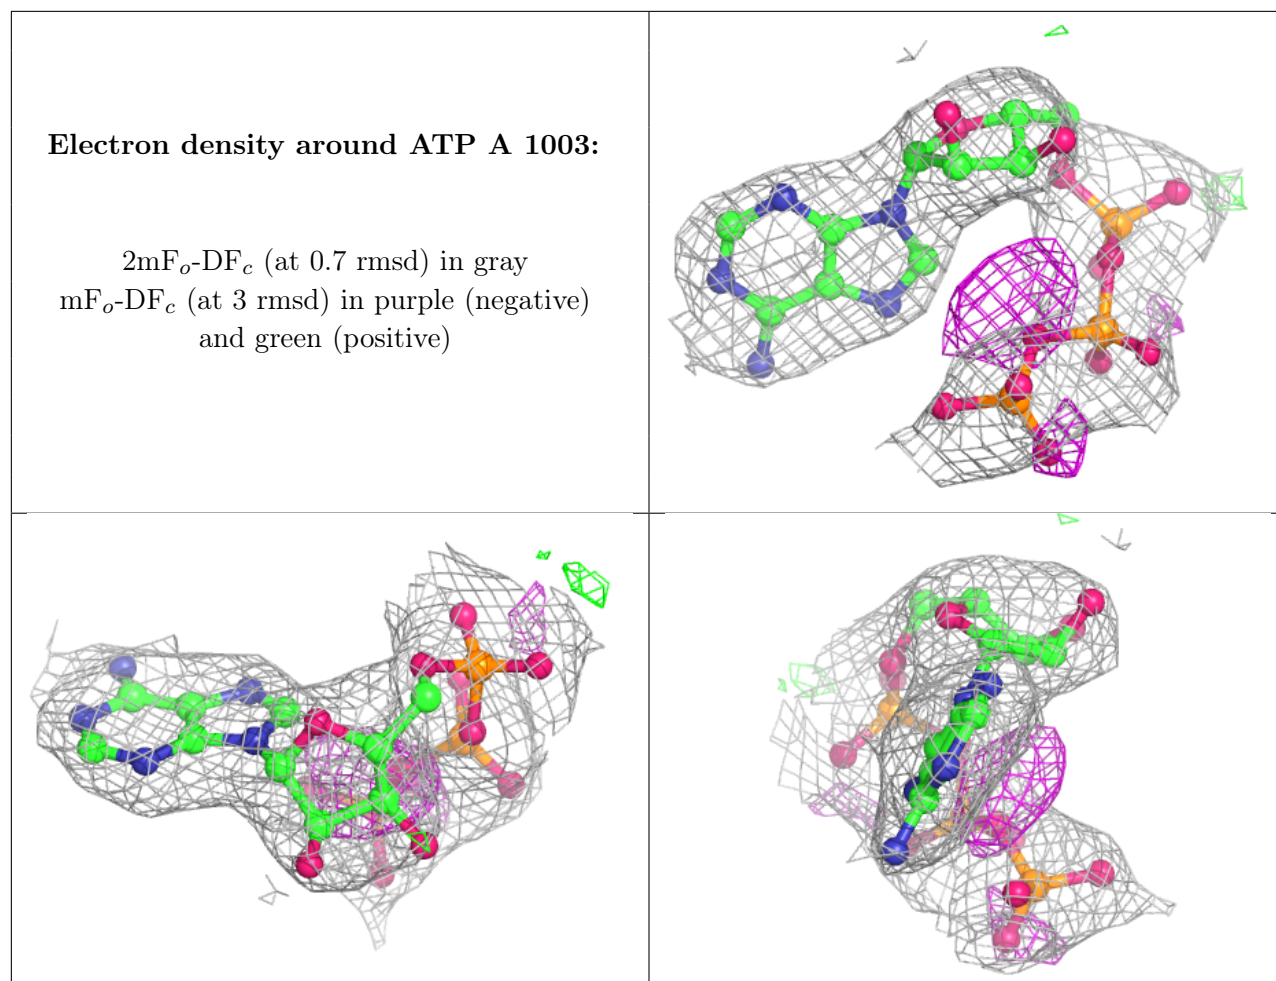 Electron density around ATP A 1003:
2mFo-DFc (at 0.7 rmsd) in gray
mFo-DFc (at 3 rmsd) in purple (negative)
and green (positive)